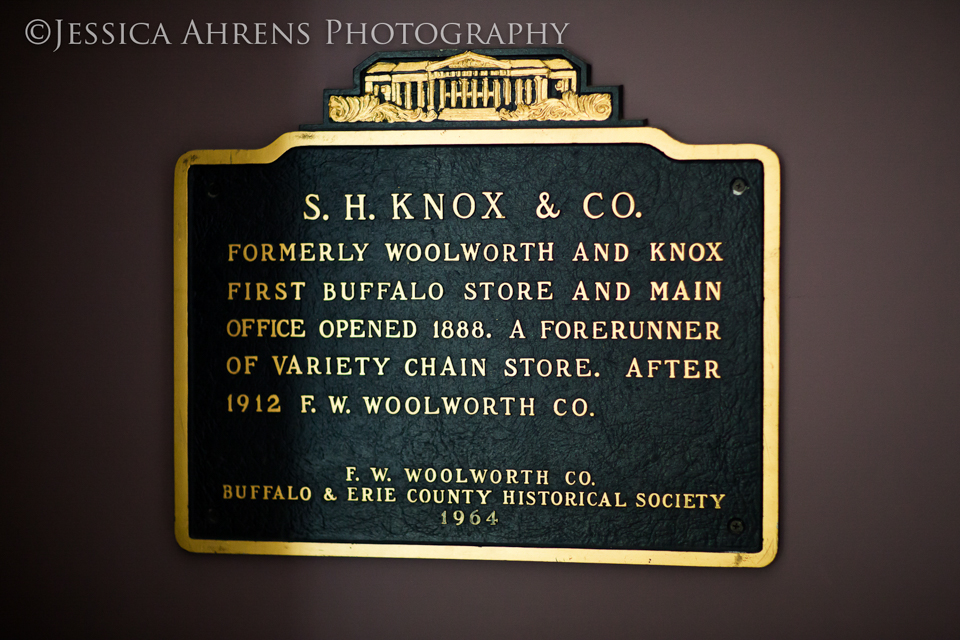 ©Jessica Ahrens Photography
S. H. KNOX & CO.
FORMERLY WOOLWORTH AND KNOX
FIRST BUFFALO STORE AND MAIN
OFFICE OPENED 1888. A FORERUNNER
OF VARIETY CHAIN STORE. AFTER
1912 F. W. WOOLWORTH CO.
F. W. WOOLWORTH CO.
BUFFALO & ERIE COUNTY HISTORICAL SOCIETY
1964